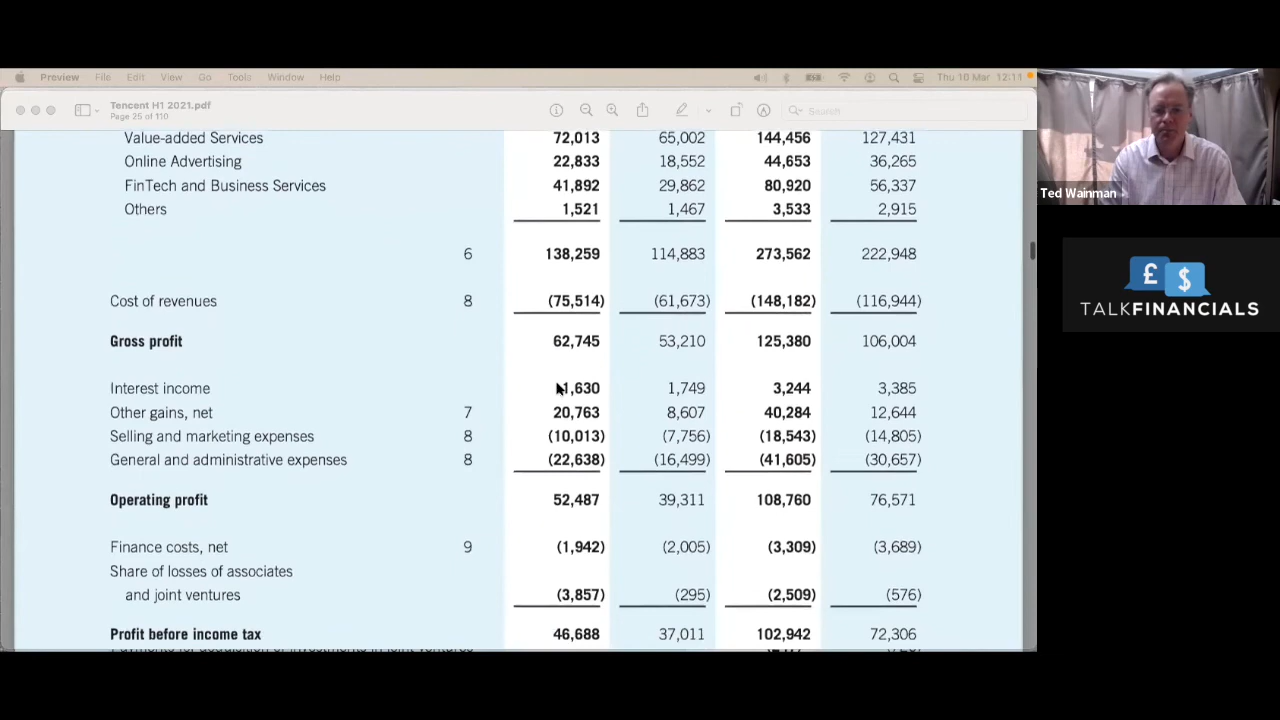 Preview File Edit View Go Tools Window Help Thu 10 Mar 12:11
Tencent H1 2021.pdf
Page 25 of 110
Search
Value-added Services 72,013 65,002 144,456 127,431
Online Advertising 22,833 18,552 44,653 36,265
FinTech and Business Services 41,892 29,862 80,920 56,337
Others 1,521 1,467 3,533 2,915
6 138,259 114,883 273,562 222,948
Cost of revenues 8 (75,514) (61,673) (148,182) (116,944)
Gross profit 62,745 53,210 125,380 106,004
Interest income 1,630 1,749 3,244 3,385
Other gains, net 7 20,763 8,607 40,284 12,644
Selling and marketing expenses 8 (10,013) (7,756) (18,543) (14,805)
General and administrative expenses 8 (22,638) (16,499) (41,605) (30,657)
Operating profit 52,487 39,311 108,760 76,571
Finance costs, net 9 (1,942) (2,005) (3,309) (3,689)
Share of losses of associates
and joint ventures (3,857) (295) (2,509) (576)
Profit before income tax 46,688 37,011 102,942 72,306
Ted Wainman
£ $
TALKFINANCIALS